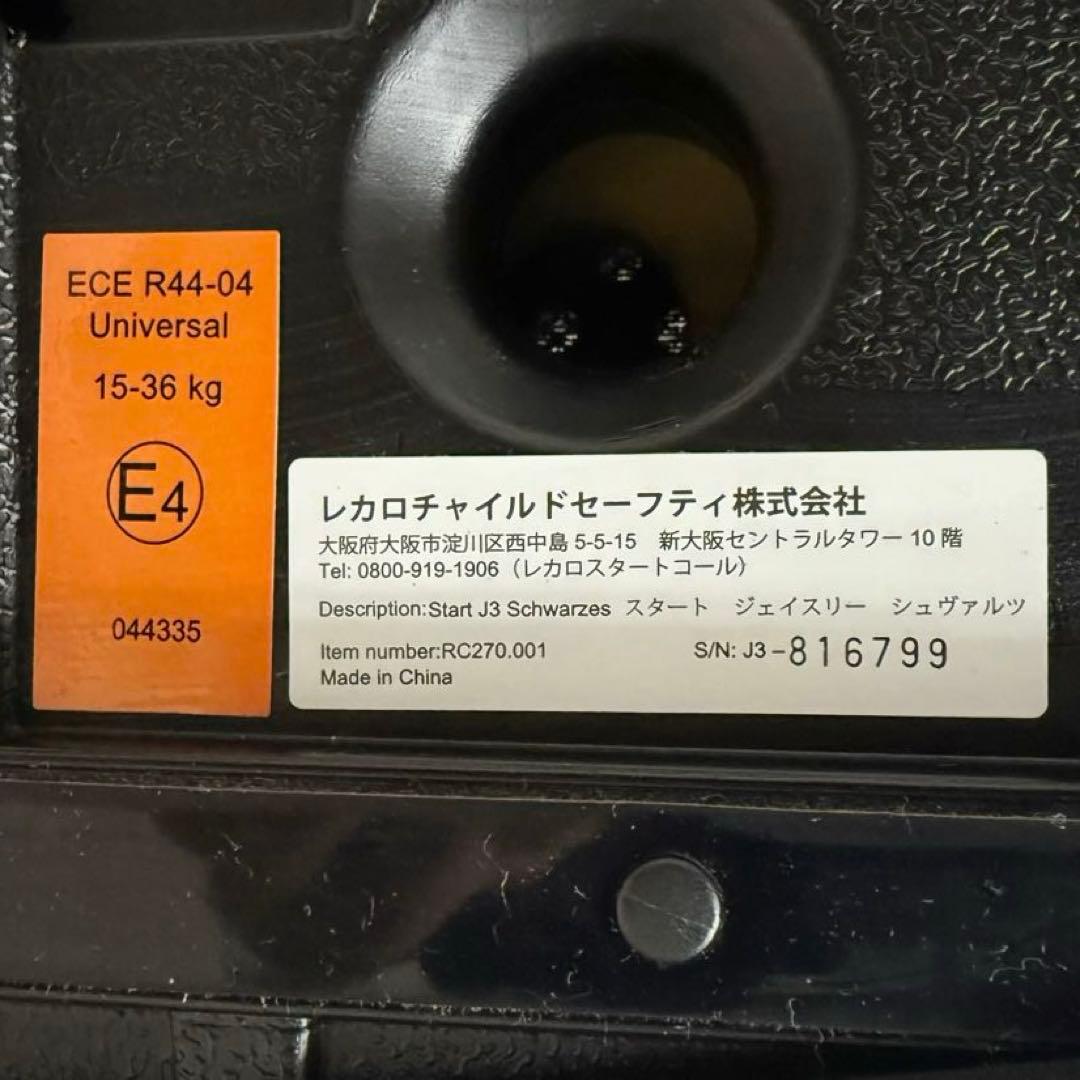 ECE R44-04
Universal
15-36 kg
E4
044335
レカロチャイルドセーフティ株式会社
大阪府大阪市淀川区西中島 5-5-15　新大阪セントラルタワー 10 階
Tel: 0800-919-1906（レカロスタートコール）
Description:Start J3 Schwarzes スタート　ジェイスリー　シュヴァルツ
Item number:RC270.001　S/N: J3-816799
Made in China